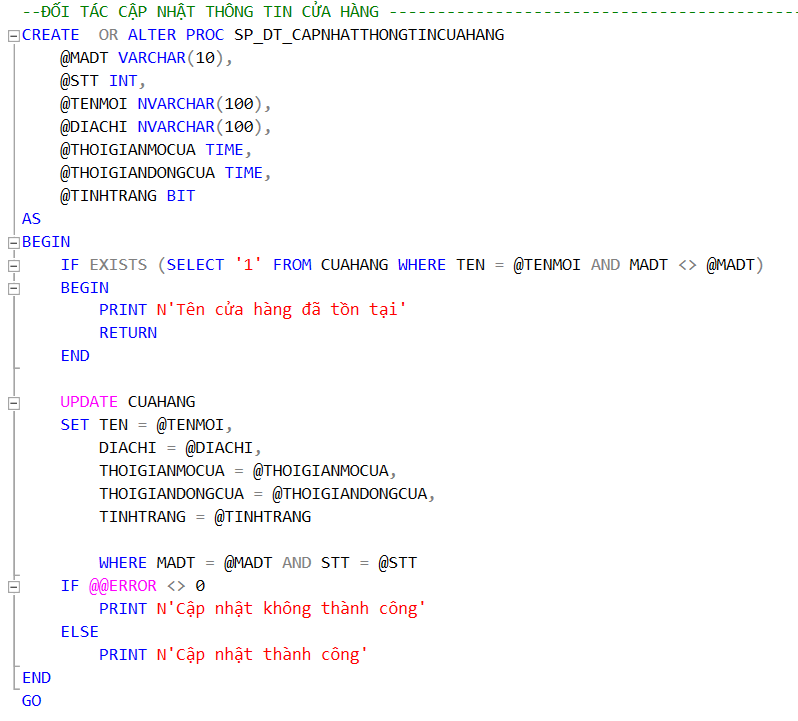 --ĐỐI TÁC CẬP NHẬT THÔNG TIN CỬA HÀNG -------------------------------------------
CREATE  OR ALTER PROC SP_DT_CAPNHATTHONGTINCUAHANG
    @MADT VARCHAR(10),
    @STT INT,
    @TENMOI NVARCHAR(100),
    @DIACHI NVARCHAR(100),
    @THOIGIANMOCUA TIME,
    @THOIGIANDONGCUA TIME,
    @TINHTRANG BIT
AS
BEGIN
    IF EXISTS (SELECT '1' FROM CUAHANG WHERE TEN = @TENMOI AND MADT <> @MADT)
    BEGIN
        PRINT N'Tên cửa hàng đã tồn tại'
        RETURN
    END
    UPDATE CUAHANG
    SET TEN = @TENMOI,
        DIACHI = @DIACHI,
        THOIGIANMOCUA = @THOIGIANMOCUA,
        THOIGIANDONGCUA = @THOIGIANDONGCUA,
        TINHTRANG = @TINHTRANG
        WHERE MADT = @MADT AND STT = @STT
    IF @@ERROR <> 0
        PRINT N'Cập nhật không thành công'
    ELSE
        PRINT N'Cập nhật thành công'
END
GO